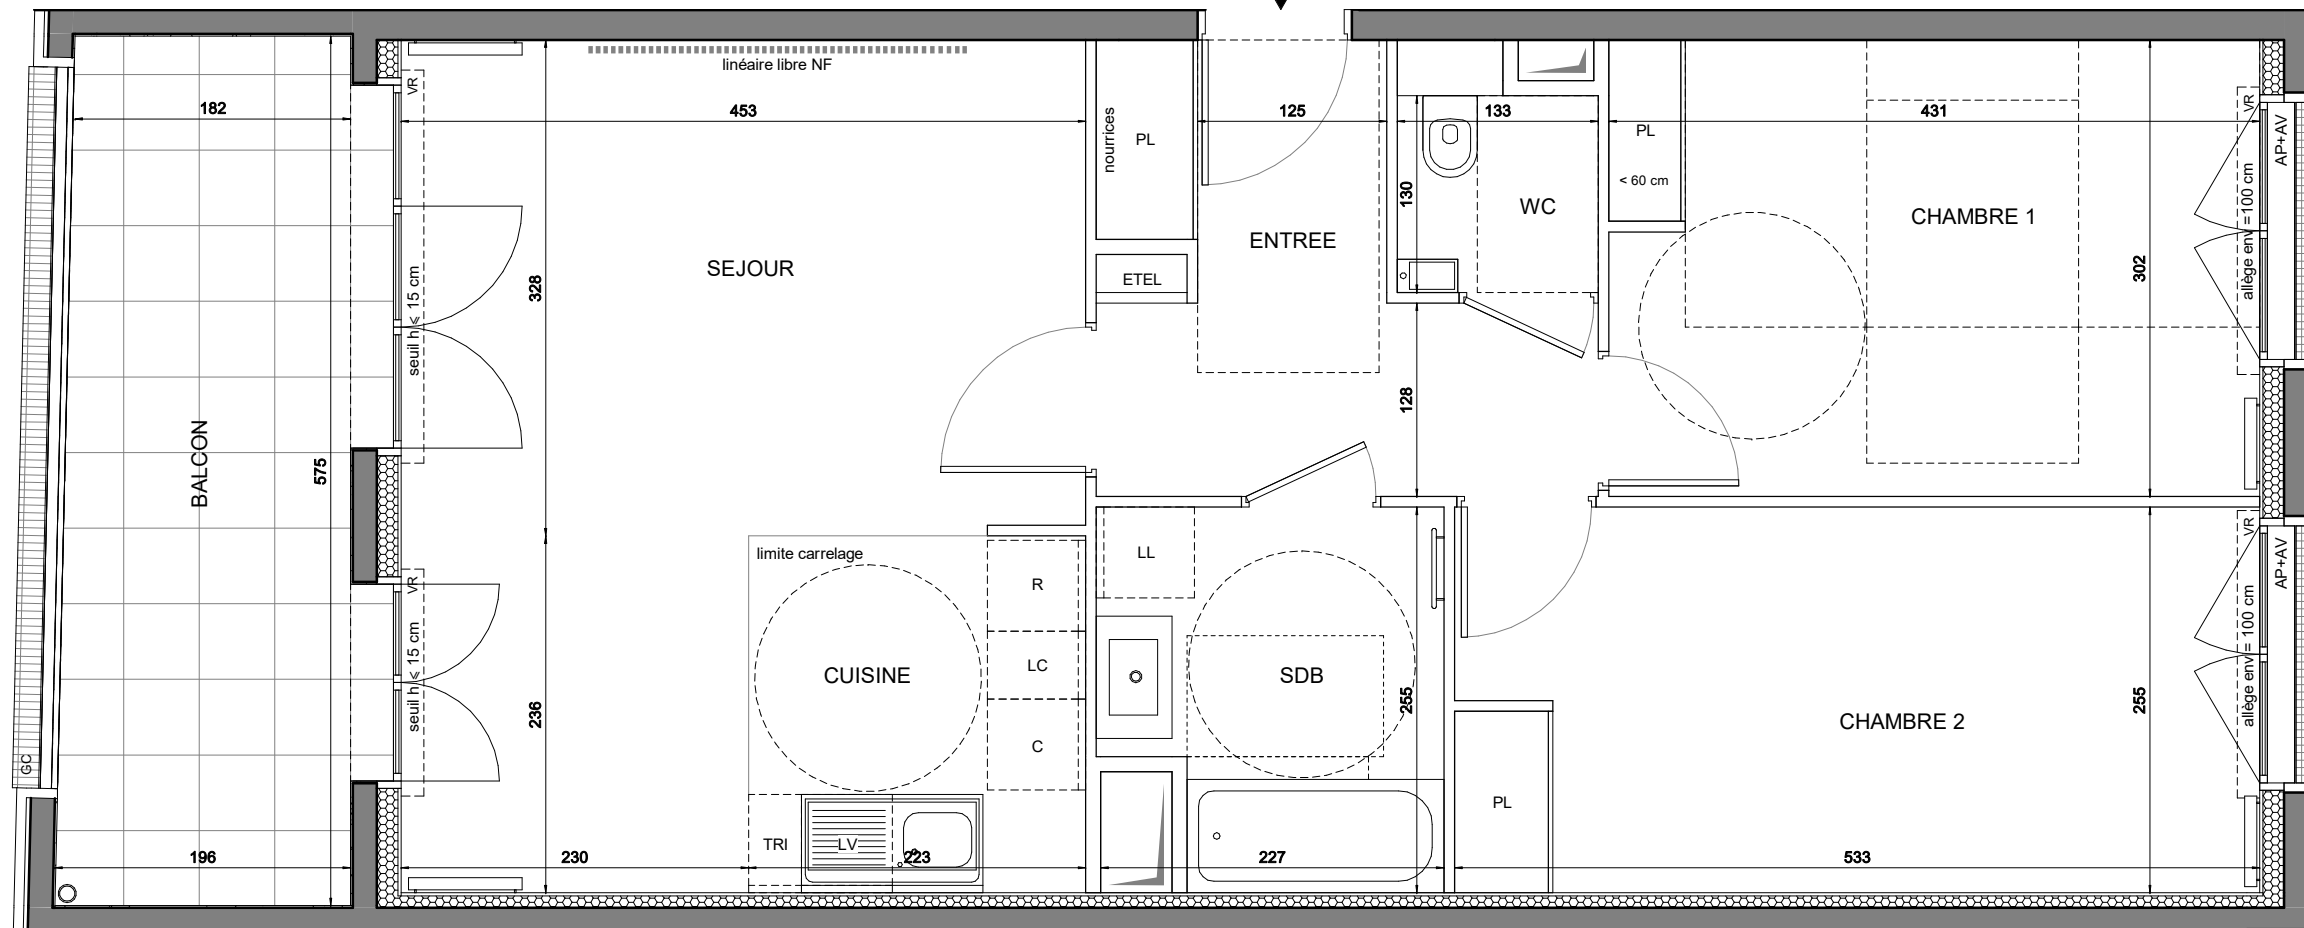 linéaire libre NF
VR
182
453
nourrices
PL
125
133
PL
< 60 cm
431
VR
AP+AV
130
WC
CHAMBRE 1
allège env =100 cm
ENTREE
SEJOUR
ETEL
328
302
seuil h < 15 cm
128
BALCON
575
limite carrelage
LL
R
VR
VR
AP+AV
LC
CUISINE
SDB
seuil h < 15 cm
236
255
255
allège env = 100 cm
CHAMBRE 2
C
GC
PL
TRI
LV
196
230
223
227
533